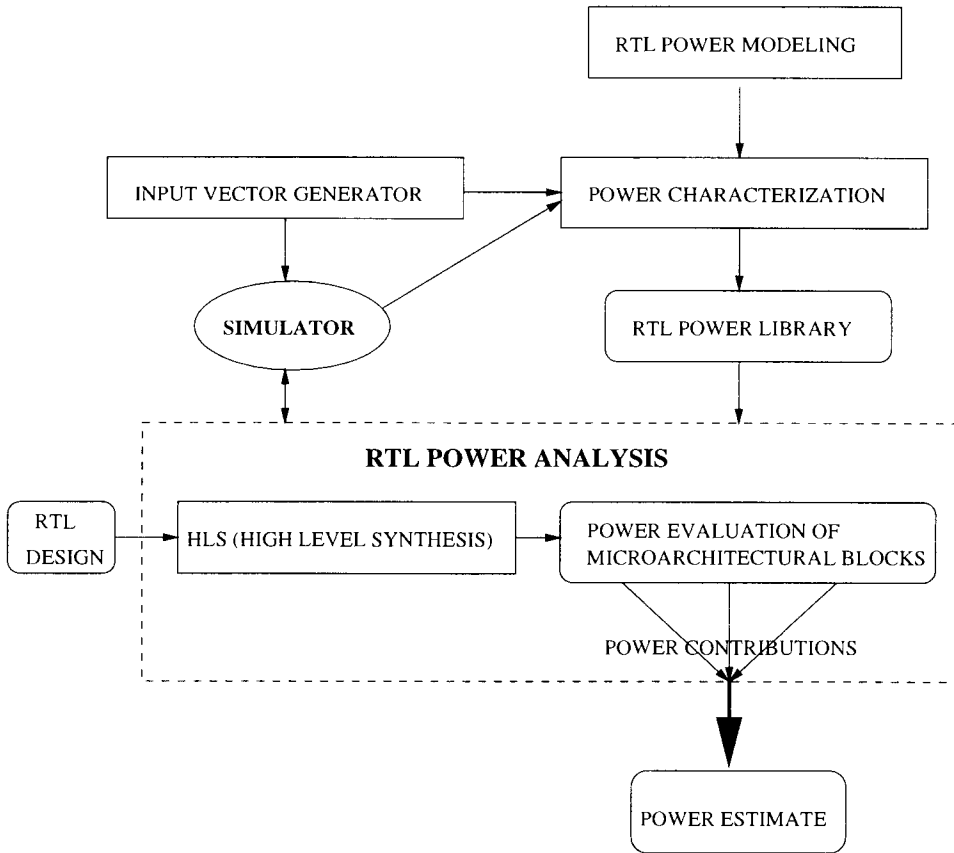 RTL POWER MODELING
INPUT VECTOR GENERATOR
POWER CHARACTERIZATION
SIMULATOR
RTL POWER LIBRARY
RTL POWER ANALYSIS
RTL
DESIGN
HLS (HIGH LEVEL SYNTHESIS)
POWER EVALUATION OF
MICROARCHITECTURAL BLOCKS
POWER CONTRIBUTIONS
POWER ESTIMATE